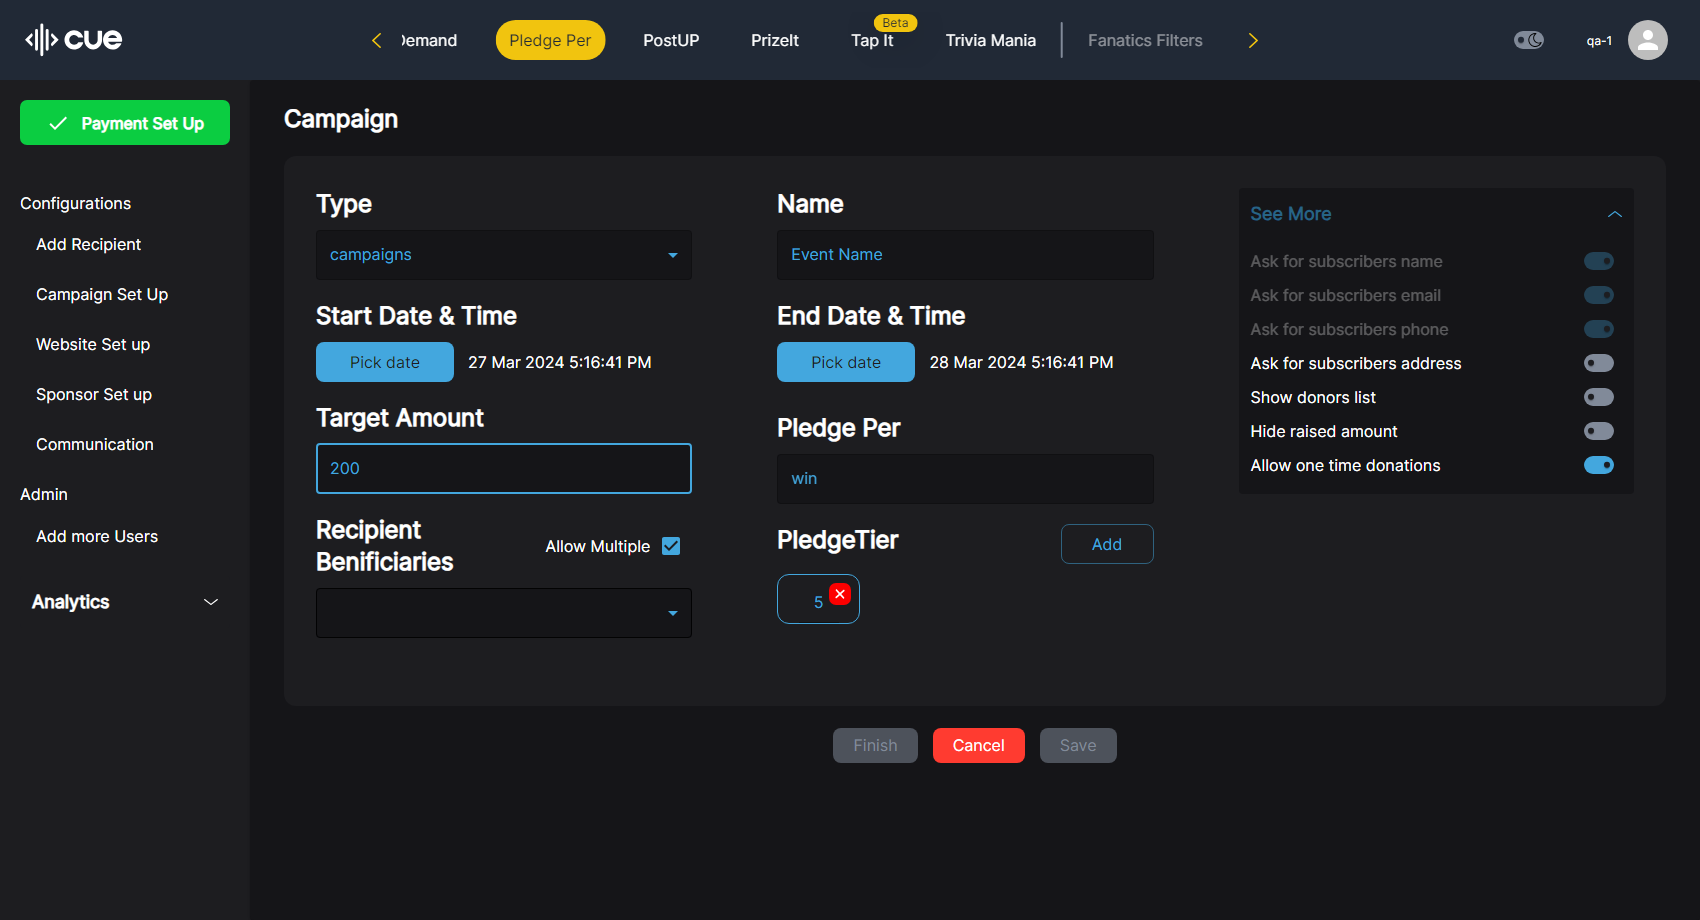 cue
Demand
Pledge Per
PostUP
PrizeIt
Beta
Tap It
Trivia Mania
Fanatics Filters
qa-1
Payment Set Up
Configurations
Add Recipient
Campaign Set Up
Website Set up
Sponsor Set up
Communication
Admin
Add more Users
Analytics
Campaign
Type
campaigns
Name
Event Name
Start Date & Time
Pick date 27 Mar 2024 5:16:41 PM
End Date & Time
Pick date 28 Mar 2024 5:16:41 PM
Target Amount
200
Pledge Per
win
Recipient
Benificiaries
Allow Multiple
PledgeTier
Add
5
See More
Ask for subscribers name
Ask for subscribers email
Ask for subscribers phone
Ask for subscribers address
Show donors list
Hide raised amount
Allow one time donations
Finish
Cancel
Save